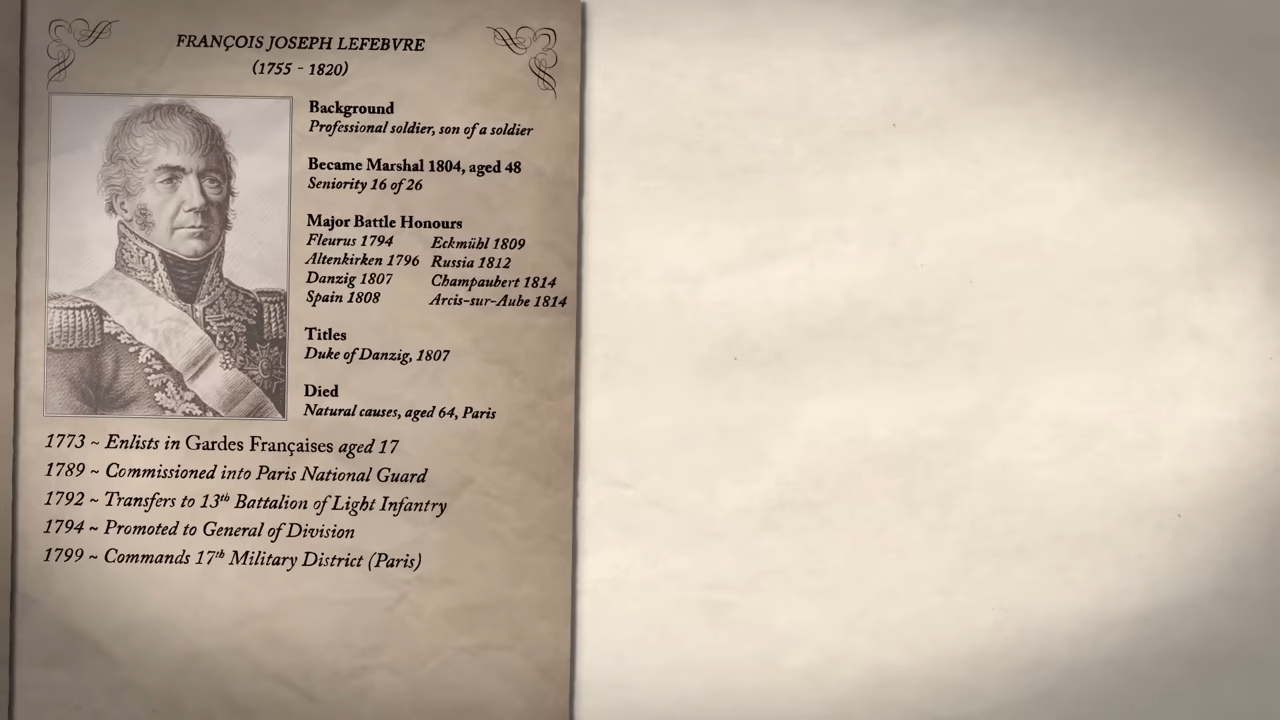 FRANÇOIS JOSEPH LEFEBVRE
(1755 - 1820)
Background
Professional soldier, son of a soldier
Became Marshal 1804, aged 48
Seniority 16 of 26
Major Battle Honours
Fleurus 1794 Eckmühl 1809
Altenkirken 1796 Russia 1812
Danzig 1807 Champaubert 1814
Spain 1808 Arcis-sur-Aube 1814
Titles
Duke of Danzig, 1807
Died
Natural causes, aged 64, Paris
1773 ~ Enlists in Gardes Françaises aged 17
1789 ~ Commissioned into Paris National Guard
1792 ~ Transfers to 13th Battalion of Light Infantry
1794 ~ Promoted to General of Division
1799 ~ Commands 17th Military District (Paris)